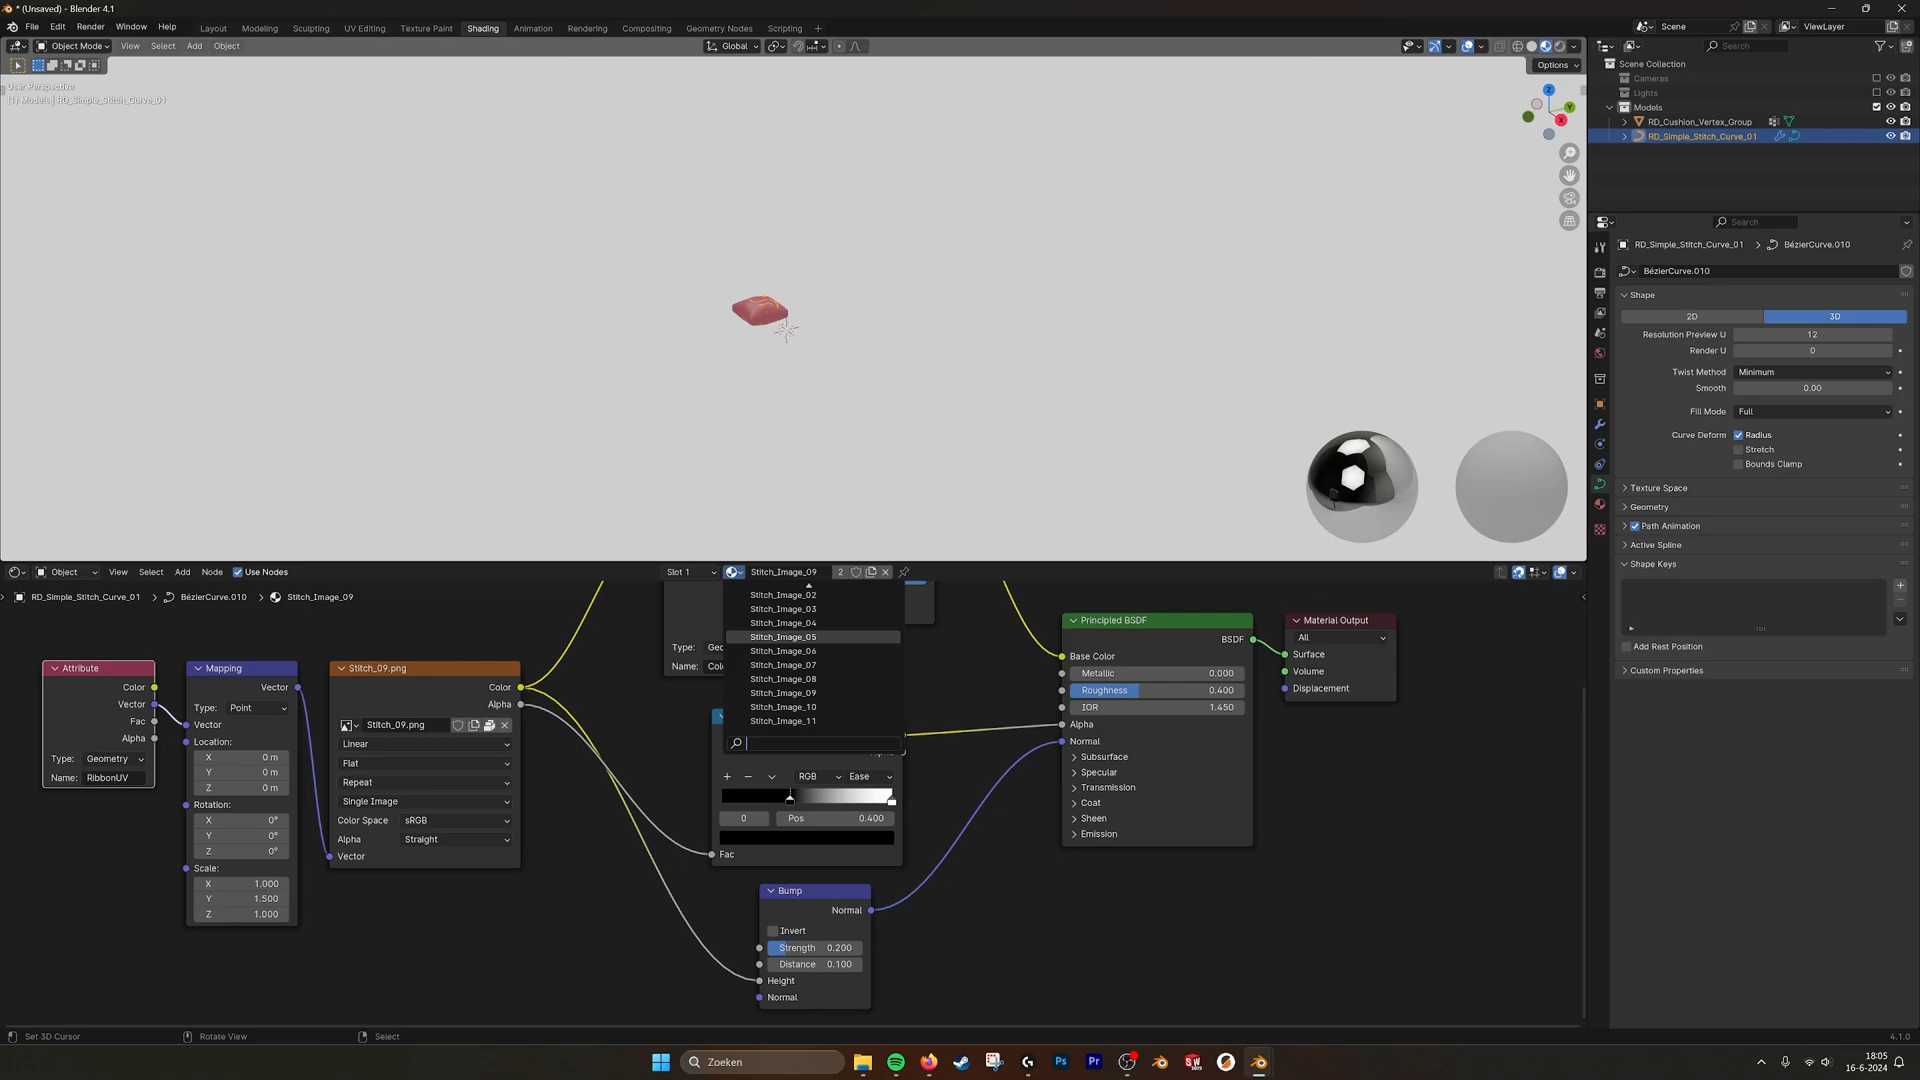 * (Unsaved) - Blender 4.1
File Edit Render Window Help
Layout Modeling Sculpting UV Editing Texture Paint Shading Animation Rendering Compositing Geometry Nodes Scripting +
Scene ViewLayer
Object Mode View Select Add Object
Global
Search
Options
User Perspective
(1) Models | RD_Simple_Stitch_Curve_01
Z
Y
X
Scene Collection
Cameras
Lights
Models
RD_Cushion_Vertex_Group
RD_Simple_Stitch_Curve_01
Search
RD_Simple_Stitch_Curve_01 > BézierCurve.010
BézierCurve.010
Shape
2D 3D
Resolution Preview U 12
Render U 0
Twist Method Minimum
Smooth 0.00
Fill Mode Full
Curve Deform Radius
Stretch
Bounds Clamp
Texture Space
Geometry
Path Animation
Active Spline
Shape Keys
Add Rest Position
Custom Properties
Object View Select Add Node Use Nodes
Slot 1 Stitch_Image_09 2
RD_Simple_Stitch_Curve_01 > BézierCurve.010 > Stitch_Image_09
Stitch_Image_02
Stitch_Image_03
Stitch_Image_04
Stitch_Image_05
Stitch_Image_06
Stitch_Image_07
Stitch_Image_08
Stitch_Image_09
Stitch_Image_10
Stitch_Image_11
Attribute
Color
Vector
Fac
Alpha
Type: Geometry
Name: RibbonUV
Mapping
Vector
Type: Point
Vector
Location:
X 0 m
Y 0 m
Z 0 m
Rotation:
X 0°
Y 0°
Z 0°
Scale:
X 1.000
Y 1.500
Z 1.000
Stitch_09.png
Color
Alpha
Stitch_09.png
Linear
Flat
Repeat
Single Image
Color Space sRGB
Alpha Straight
Vector
Type:
Name:
RGB Ease
0 Pos 0.400
Fac
Bump
Normal
Invert
Strength 0.200
Distance 0.100
Height
Normal
Principled BSDF
BSDF
Base Color
Metallic 0.000
Roughness 0.400
IOR 1.450
Alpha
Normal
Subsurface
Specular
Transmission
Coat
Sheen
Emission
Material Output
All
Surface
Volume
Displacement
Set 3D Cursor Rotate View Select
4.1.0
Zoeken
Ps
Pr
SW
18:05
16-6-2024